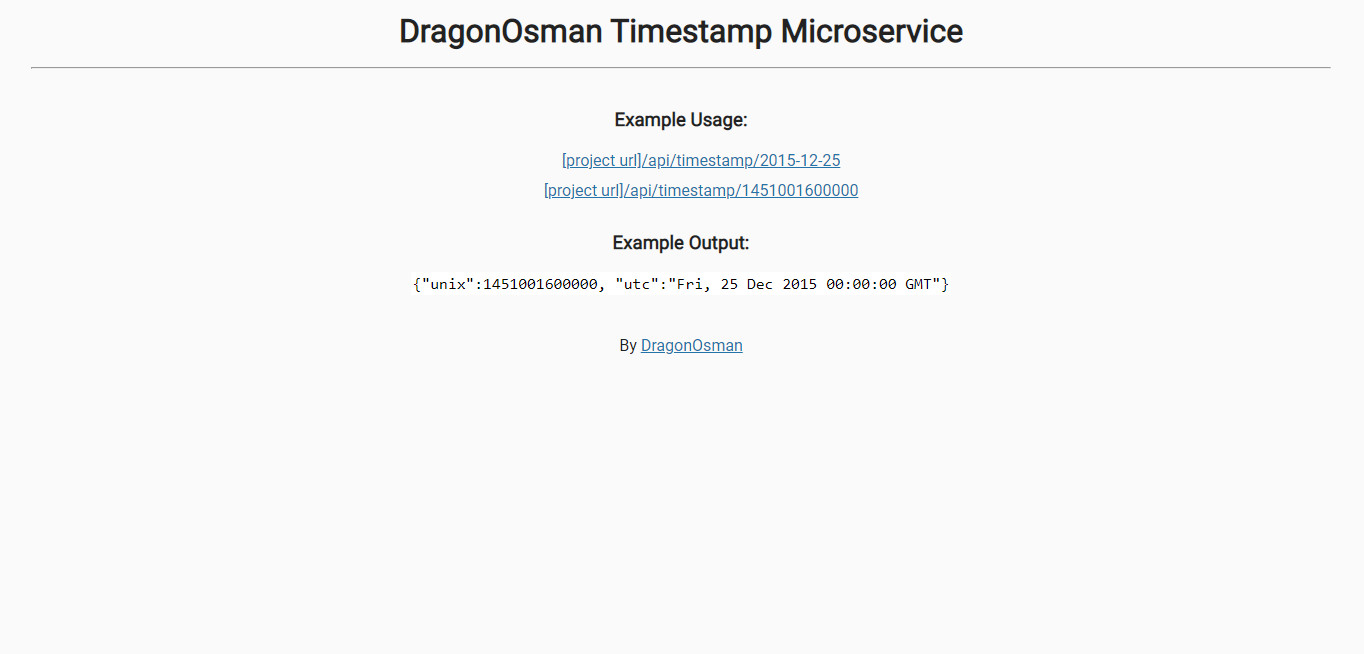 DragonOsman Timestamp Microservice
Example Usage:
[project url]/api/timestamp/2015-12-25
[project url]/api/timestamp/1451001600000
Example Output:
{"unix":1451001600000, "utc":"Fri, 25 Dec 2015 00:00:00 GMT"}
By DragonOsman